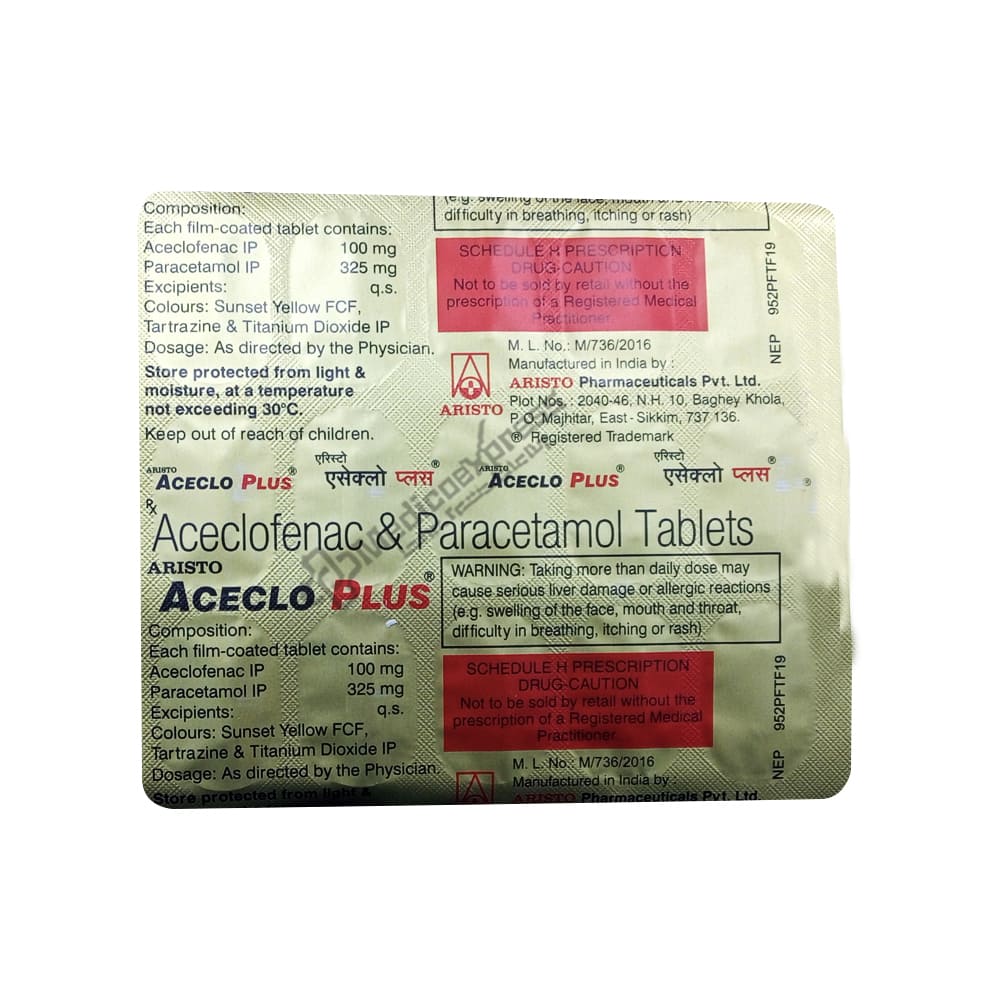 Composition:
Each film-coated tablet contains:
Aceclofenac IP 100 mg
Paracetamol IP 325 mg
Excipients: q.s.
Colours: Sunset Yellow FCF,
Tartrazine & Titanium Dioxide IP
Dosage: As directed by the Physician.
Store protected from light &
moisture, at a temperature
not exceeding 30°C.
Keep out of reach of children.
(e.g. swelling of the face, mouth and
difficulty in breathing, itching or rash)
SCHEDULE H PRESCRIPTION
DRUG-CAUTION
Not to be sold by retail without the
prescription of a Registered Medical
Practitioner.
M. L. No.: M/736/2016
Manufactured in India by :
ARISTO Pharmaceuticals Pvt. Ltd.
Plot Nos. : 2040-46, N.H. 10, Baghey Khola,
P. O. Majhitar, East - Sikkim, 737 136.
® Registered Trademark
ARISTO
NEP 952PFTF19
ARISTO
ACECLO PLUS®
एरिस्टो
एसेक्लो प्लस®
ARISTO
ACECLO PLUS®
एरिस्टो
एसेक्लो प्लस®
®
Rx
Aceclofenac & Paracetamol Tablets
ARISTO
ACECLO PLUS®
WARNING: Taking more than daily dose may
cause serious liver damage or allergic reactions
(e.g. swelling of the face, mouth and throat,
difficulty in breathing, itching or rash)
Composition:
Each film-coated tablet contains:
Aceclofenac IP 100 mg
Paracetamol IP 325 mg
Excipients: q.s.
Colours: Sunset Yellow FCF,
Tartrazine & Titanium Dioxide IP
Dosage: As directed by the Physician.
Store protected from light &
SCHEDULE H PRESCRIPTION
DRUG-CAUTION
Not to be sold by retail without the
prescription of a Registered Medical
Practitioner.
M. L. No.: M/736/2016
Manufactured in India by :
ARISTO Pharmaceuticals Pvt. Ltd.
NEP 952PFTF19
Medicoexpress